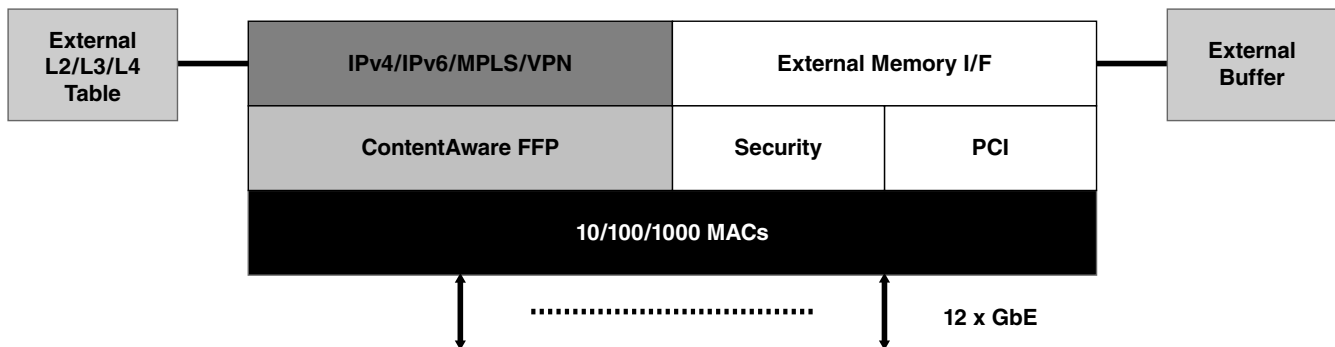 External
L2/L3/L4
Table
IPv4/IPv6/MPLS/VPN
External Memory I/F
External
Buffer
ContentAware FFP
Security
PCI
10/100/1000 MACs
12 x GbE